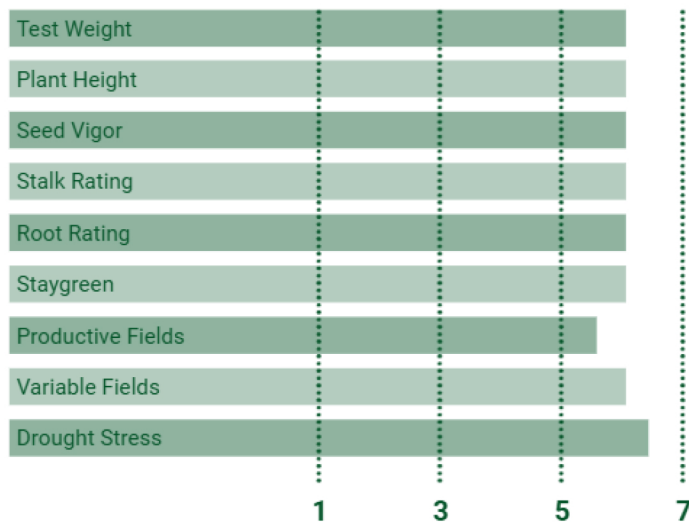 Test Weight
Plant Height
Seed Vigor
Stalk Rating
Root Rating
Staygreen
Productive Fields
Variable Fields
Drought Stress
1 3 5 7